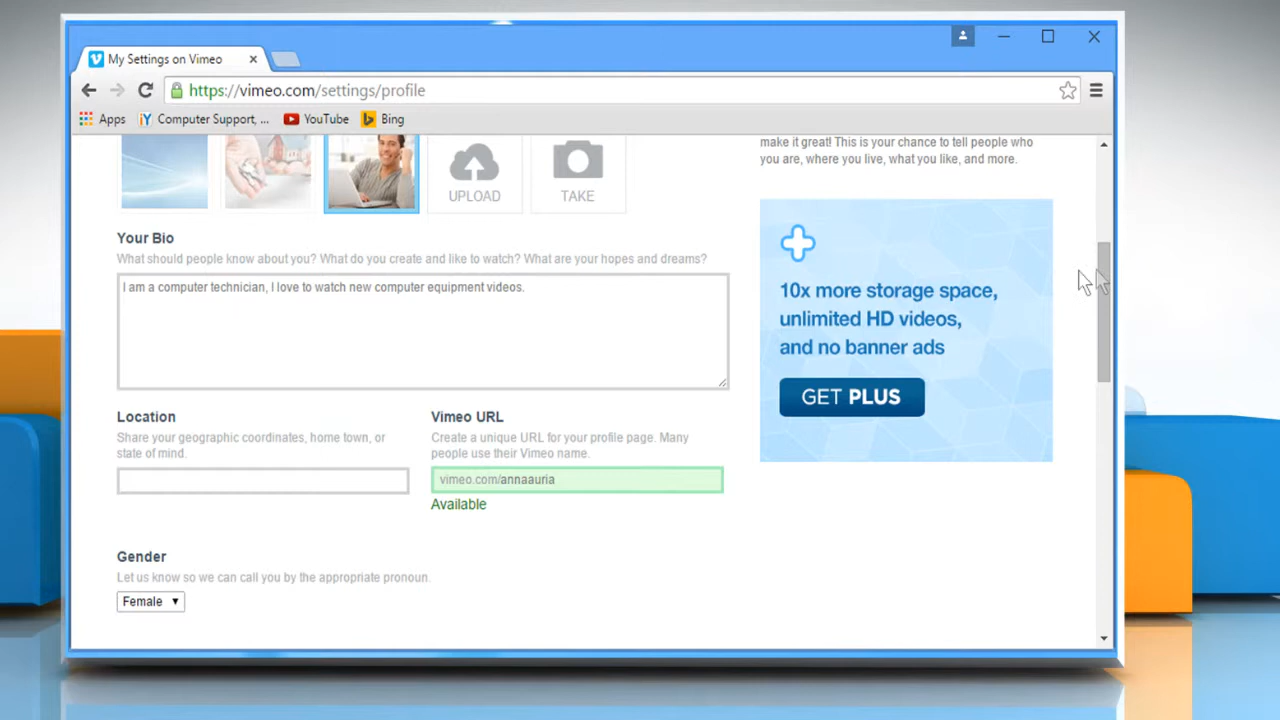 My Settings on Vimeo
https://vimeo.com/settings/profile
Apps Computer Support, ... YouTube Bing
make it great! This is your chance to tell people who
you are, where you live, what you like, and more.
UPLOAD TAKE
Your Bio
What should people know about you? What do you create and like to watch? What are your hopes and dreams?
I am a computer technician, I love to watch new computer equipment videos.
10x more storage space,
unlimited HD videos,
and no banner ads
GET PLUS
Location
Share your geographic coordinates, home town, or
state of mind.
Vimeo URL
Create a unique URL for your profile page. Many
people use their Vimeo name.
vimeo.com/annaauria
Available
Gender
Let us know so we can call you by the appropriate pronoun.
Female